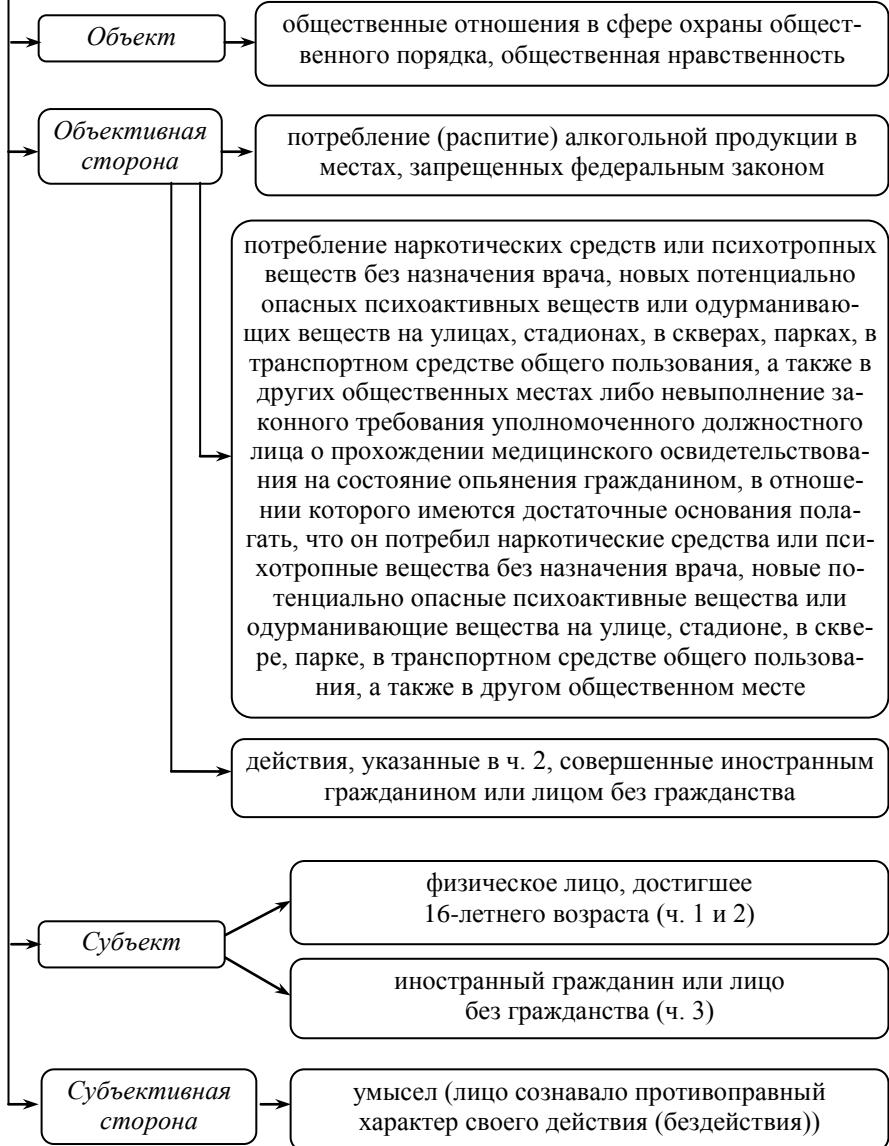 Объект
общественные отношения в сфере охраны общест-
венного порядка, общественная нравственность
Объективная
сторона
потребление (распитие) алкогольной продукции в
местах, запрещенных федеральным законом
потребление наркотических средств или психотропных
веществ без назначения врача, новых потенциально
опасных психоактивных веществ или одурманиваю-
щих веществ на улицах, стадионах, в скверах, парках, в
транспортном средстве общего пользования, а также в
других общественных местах либо невыполнение за-
конного требования уполномоченного должностного
лица о прохождении медицинского освидетельствова-
ния на состояние опьянения гражданином, в отноше-
нии которого имеются достаточные основания пола-
гать, что он потребил наркотические средства или пси-
хотропные вещества без назначения врача, новые по-
тенциально опасные психоактивные вещества или
одурманивающие вещества на улице, стадионе, в скве-
ре, парке, в транспортном средстве общего пользова-
ния, а также в другом общественном месте
действия, указанные в ч. 2, совершенные иностранным
гражданином или лицом без гражданства
Субъект
физическое лицо, достигшее
16-летнего возраста (ч. 1 и 2)
иностранный гражданин или лицо
без гражданства (ч. 3)
Субъективная
сторона
умысел (лицо сознавало противоправный
характер своего действия (бездействия))